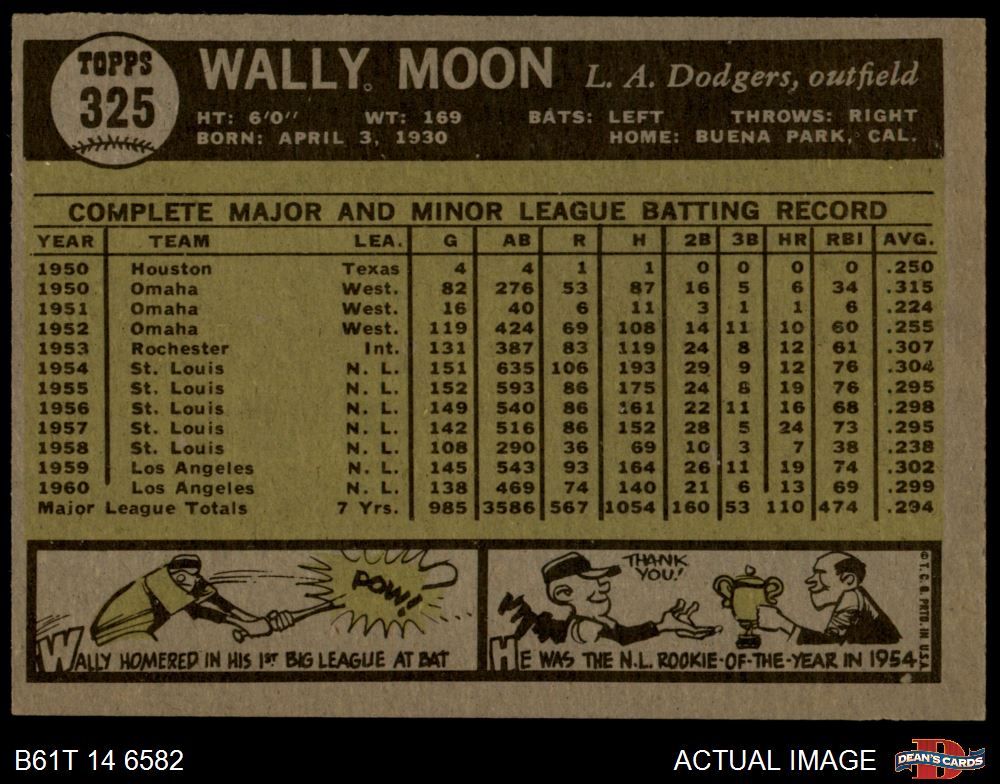 TOPPS
325
WALLY MOON L. A. Dodgers, outfield
HT: 6'0" WT: 169 BATS: LEFT THROWS: RIGHT
BORN: APRIL 3, 1930 HOME: BUENA PARK, CAL.
COMPLETE MAJOR AND MINOR LEAGUE BATTING RECORD
YEAR TEAM LEA. G AB R H 2B 3B HR RBI AVG.
1950 Houston Texas 4 4 1 1 0 0 0 0 .250
1950 Omaha West. 82 276 53 87 16 5 6 34 .315
1951 Omaha West. 16 40 6 11 3 1 1 6 .224
1952 Omaha West. 119 424 69 108 14 11 10 60 .255
1953 Rochester Int. 131 387 83 119 24 8 12 61 .307
1954 St. Louis N. L. 151 635 106 193 29 9 12 76 .304
1955 St. Louis N. L. 152 593 86 175 24 8 19 76 .295
1956 St. Louis N. L. 149 540 86 161 22 11 16 68 .298
1957 St. Louis N. L. 142 516 86 152 28 5 24 73 .295
1958 St. Louis N. L. 108 290 36 69 10 3 7 38 .238
1959 Los Angeles N. L. 145 543 93 164 26 11 19 74 .302
1960 Los Angeles N. L. 138 469 74 140 21 6 13 69 .299
Major League Totals 7 Yrs. 985 3586 567 1054 160 53 110 474 .294
POW!
WALLY HOMERED IN HIS 1ST BIG LEAGUE AT BAT
THANK
YOU!
HE WAS THE N.L. ROOKIE-OF-THE-YEAR IN 1954
© T. C. G. PRTD. IN U.S.A.
B61T 14 6582 ACTUAL IMAGE
DEAN'S CARDS